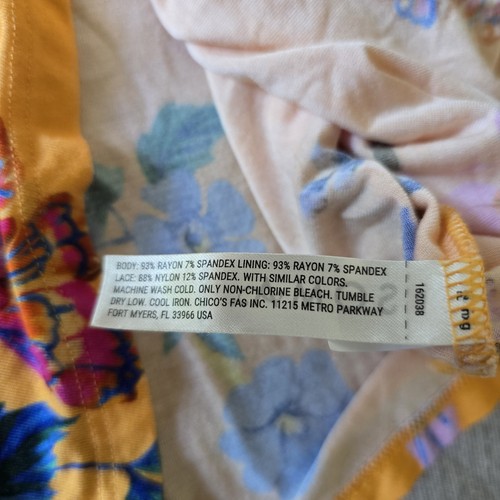 BODY: 93% RAYON 7% SPANDEX LINING: 93% RAYON 7% SPANDEX
LACE: 88% NYLON 12% SPANDEX. WITH SIMILAR COLORS.
MACHINE WASH COLD. ONLY NON-CHLORINE BLEACH. TUMBLE
DRY LOW. COOL IRON. CHICO'S FAS INC. 11215 METRO PARKWAY
FORT MYERS, FL 33966 USA
102038